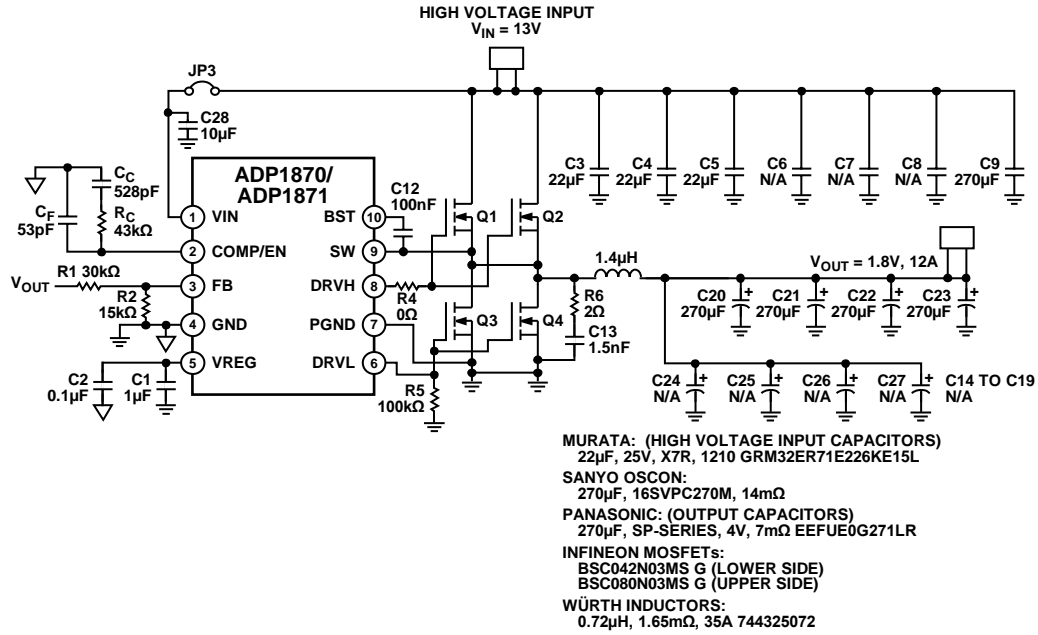 HIGH VOLTAGE INPUT
VIN = 13V
JP3
C28
10µF
C3
22µF
C4
22µF
C5
22µF
C6
N/A
C7
N/A
C8
N/A
C9
270µF
CC
528pF
CF
53pF
RC
43kΩ
ADP1870/
ADP1871
1 VIN
2 COMP/EN
3 FB
4 GND
5 VREG
BST 10
SW 9
DRVH 8
PGND 7
DRVL 6
C12
100nF
Q1
Q2
Q3
Q4
VOUT
R1 30kΩ
R2
15kΩ
C2
0.1µF
C1
1µF
R4
0Ω
R5
100kΩ
1.4µH
R6
2Ω
C13
1.5nF
VOUT = 1.8V, 12A
C20
270µF
C21
270µF
C22
270µF
C23
270µF
+
+
+
+
C24
N/A
C25
N/A
C26
N/A
C27
N/A
+
+
+
+
C14 TO C19
N/A
MURATA: (HIGH VOLTAGE INPUT CAPACITORS)
22µF, 25V, X7R, 1210 GRM32ER71E226KE15L
SANYO OSCON:
270µF, 16SVPC270M, 14mΩ
PANASONIC: (OUTPUT CAPACITORS)
270µF, SP-SERIES, 4V, 7mΩ EEFUE0G271LR
INFINEON MOSFETs:
BSC042N03MS G (LOWER SIDE)
BSC080N03MS G (UPPER SIDE)
WÜRTH INDUCTORS:
0.72µH, 1.65mΩ, 35A 744325072